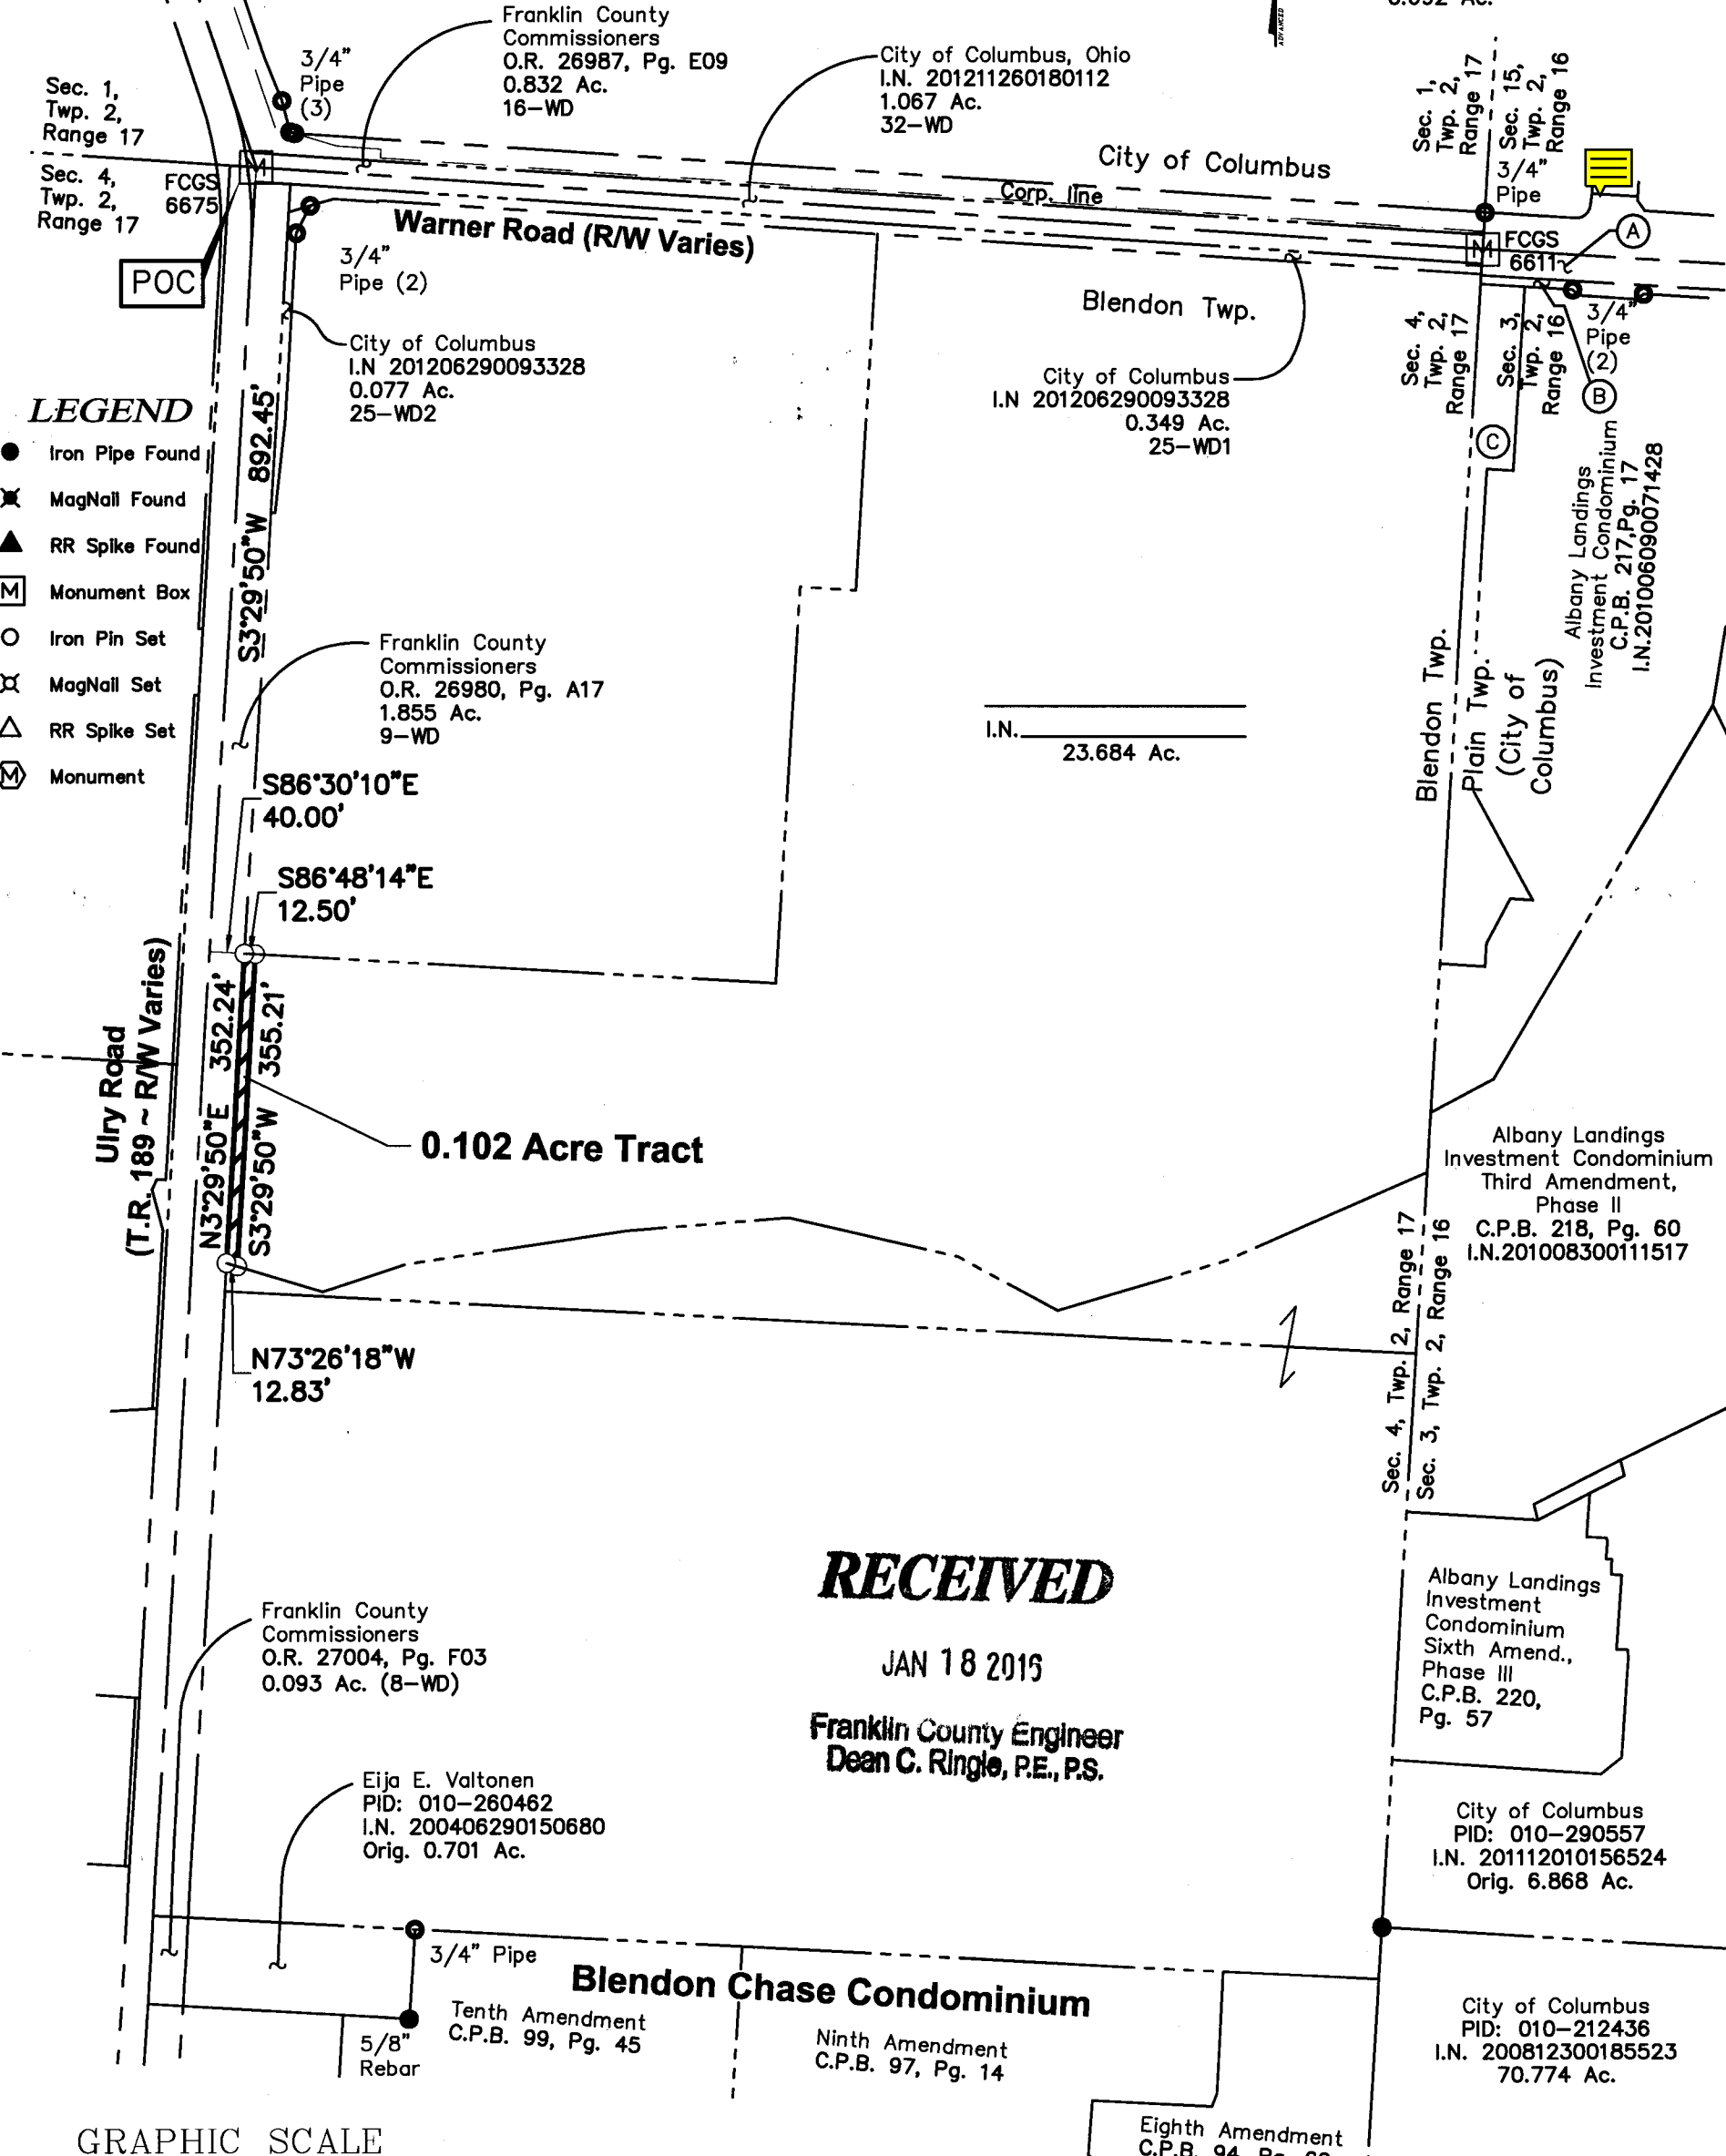 Franklin County
Commissioners
O.R. 26987, Pg. E09
0.832 Ac.
16-WD
City of Columbus, Ohio
I.N. 201211260180112
1.067 Ac.
32-WD
3/4"
Pipe
(3)
Sec. 1,
Twp. 2,
Range 17
Sec. 4,
Twp. 2,
Range 17
FCGS
6675
M
POC
Sec. 1,
Twp. 2,
Range 17
Sec. 15,
Twp. 2,
Range 16
3/4"
Pipe
City of Columbus
Corp. line
Warner Road (R/W Varies)
A
M
FCGS
6611
3/4"
Pipe (2)
Blendon Twp.
3/4"
Pipe
(2)
B
Sec. 4,
Twp. 2,
Range 17
Sec. 3,
Twp. 2,
Range 16
C
City of Columbus
I.N 201206290093328
0.077 Ac.
25-WD2
City of Columbus
I.N 201206290093328
0.349 Ac.
25-WD1
Albany Landings
Investment Condominium
C.P.B. 217,Pg. 17
I.N.201006090071428
LEGEND
Iron Pipe Found
MagNail Found
RR Spike Found
M Monument Box
Iron Pin Set
MagNail Set
RR Spike Set
M Monument
S3°29'50"W 892.45'
Franklin County
Commissioners
O.R. 26980, Pg. A17
1.855 Ac.
9-WD
I.N.
23.684 Ac.
Blendon Twp.
Plain Twp.
(City of
Columbus)
S86°30'10"E
40.00'
S86°48'14"E
12.50'
Ulry Road
(T.R. 189 ~ R/W Varies)
N3°29'50"E 352.24'
S3°29'50"W 355.21'
0.102 Acre Tract
Albany Landings
Investment Condominium
Third Amendment,
Phase II
C.P.B. 218, Pg. 60
I.N.201008300111517
Sec. 4, Twp. 2, Range 17
Sec. 3, Twp. 2, Range 16
N73°26'18"W
12.83'
RECEIVED
JAN 18 2016
Franklin County Engineer
Dean C. Ringle, P.E., P.S.
Albany Landings
Investment
Condominium
Sixth Amend.,
Phase III
C.P.B. 220,
Pg. 57
Franklin County
Commissioners
O.R. 27004, Pg. F03
0.093 Ac. (8-WD)
Eija E. Valtonen
PID: 010-260462
I.N. 200406290150680
Orig. 0.701 Ac.
City of Columbus
PID: 010-290557
I.N. 201112010156524
Orig. 6.868 Ac.
3/4" Pipe
Blendon Chase Condominium
Tenth Amendment
C.P.B. 99, Pg. 45
Ninth Amendment
C.P.B. 97, Pg. 14
5/8"
Rebar
City of Columbus
PID: 010-212436
I.N. 200812300185523
70.774 Ac.
GRAPHIC SCALE
Eighth Amendment
C.P.B. 94, Pg.